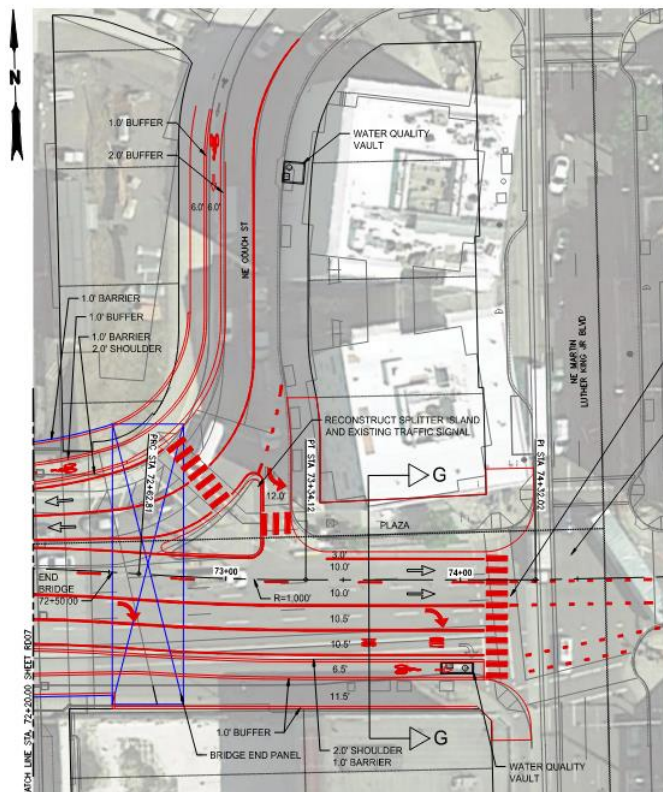 N
1.0' BUFFER
2.0' BUFFER
WATER QUALITY
VAULT
6.0' 6.0'
NE COUCH ST
1.0' BARRIER
1.0' BUFFER
1.0' BARRIER
2.0' SHOULDER
NE MARTIN
LUTHER KING JR BLVD
RECONSTRUCT SPLITTER ISLAND
AND EXISTING TRAFFIC SIGNAL
PRC STA 72+62.81
PT STA 73+34.12
PI STA 74+32.02
G
12.0'
PLAZA
3.0'
10.0'
END
BRIDGE
72+50.00
73+00
74+00
R=1,000'
10.0'
10.5'
10.5'
6.5'
11.5'
1.0' BUFFER
BRIDGE END PANEL
2.0' SHOULDER
1.0' BARRIER
G
WATER QUALITY
VAULT
ATCH LINE STA. 72+20.00 SHEET RD07